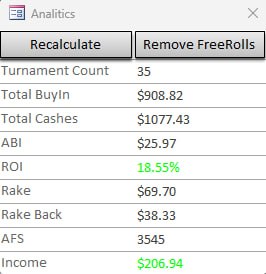 Analitics
Recalculate Remove FreeRolls
Turnament Count 35
Total BuyIn $908.82
Total Cashes $1077.43
ABI $25.97
ROI 18.55%
Rake $69.70
Rake Back $38.33
AFS 3545
Income $206.94